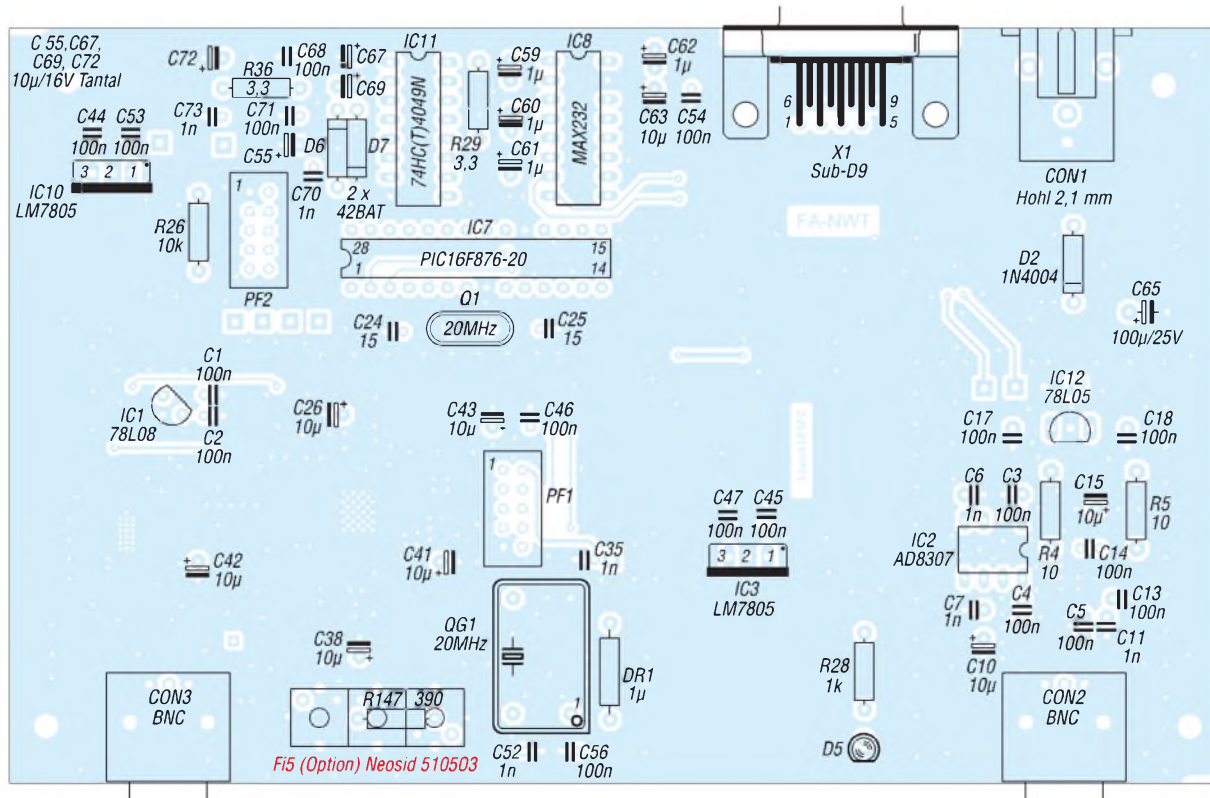 C 55,C67,
C69, C72
10µ/16V Tantal
C72
+
C68
100n
+
C67
+
C69
IC11
74HC(T)4049N
C59
+
1µ
IC8
MAX232
C62
+
1µ
R36
3,3
C73
1n
C71
100n
C44
100n
C53
100n
C55
+
D6
D7
2 x
42BAT
C70
1n
R29
3,3
C60
+
1µ
C61
+
1µ
C63
+
10µ
C54
100n
6
9
1
5
X1
Sub-D9
CON1
Hohl 2,1 mm
3 2 1
IC10
LM7805
R26
10k
1
PF2
IC7
28
15
PIC16F876-20
1
14
FA-NWT
D2
1N4004
C65
+
100µ/25V
Q1
20MHz
C24
15
C25
15
C1
100n
IC1
78L08
C2
100n
C26
+
10µ
C43
10µ
-
C46
100n
IC12
78L05
C17
100n
C18
100n
1
PF1
C47
100n
C45
100n
3 2 1
IC3
LM7805
C6
1n
C3
100n
C15
10µ
+
R5
10
IC2
AD8307
R4
10
C14
100n
C42
+
10µ
C41
10µ
+
C35
1n
C7
1n
C4
100n
C5
100n
C13
100n
C11
1n
C10
+
10µ
QG1
20MHz
1
DR1
1µ
C38
10µ
+
R28
1k
CON3
BNC
R147
390
CON2
BNC
Fi5 (Option) Neosid 510503
C52
1n
C56
100n
D5